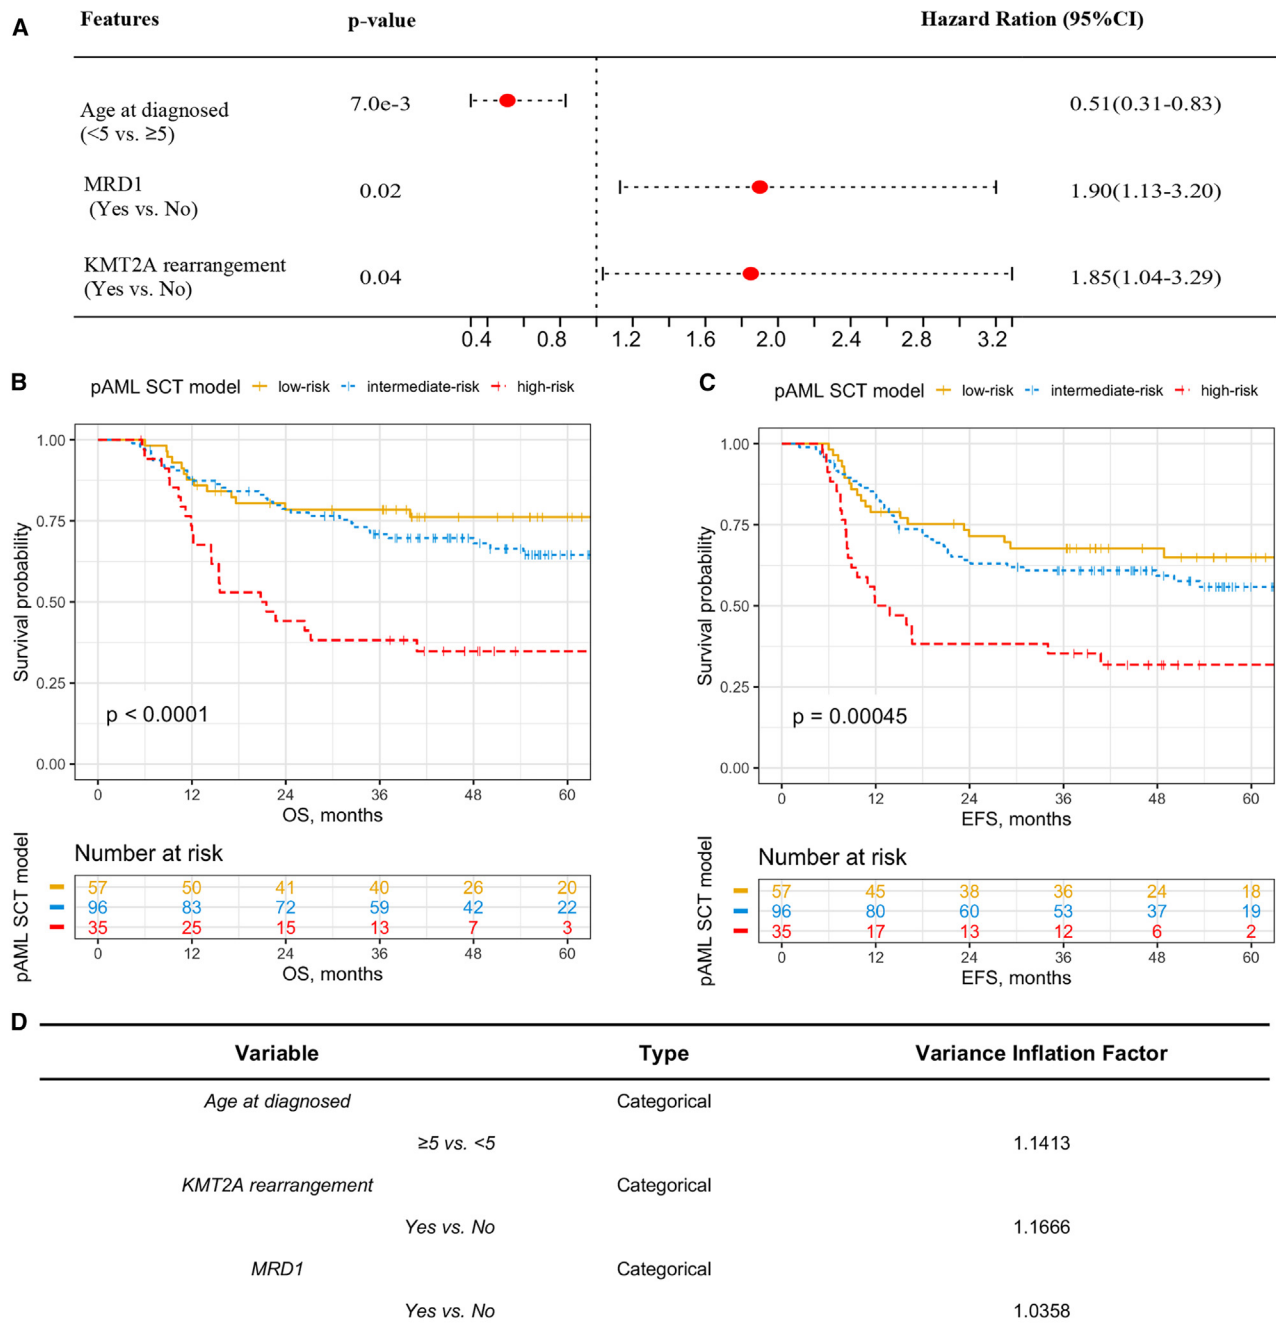 A
Features p-value Hazard Ration (95%CI)
Age at diagnosed
(<5 vs. ≥5)
7.0e-3 0.51(0.31-0.83)
MRD1
(Yes vs. No)
0.02 1.90(1.13-3.20)
KMT2A rearrangement
(Yes vs. No)
0.04 1.85(1.04-3.29)
0.4 0.8 1.2 1.6 2.0 2.4 2.8 3.2
B
pAML SCT model low-risk intermediate-risk high-risk
Survival probability
1.00
0.75
0.50
0.25
0.00
p < 0.0001
0 12 24 36 48 60
OS, months
Number at risk
pAML SCT model
57 50 41 40 26 20
96 83 72 59 42 22
35 25 15 13 7 3
0 12 24 36 48 60
OS, months
C
pAML SCT model low-risk intermediate-risk high-risk
Survival probability
1.00
0.75
0.50
0.25
0.00
p = 0.00045
0 12 24 36 48 60
EFS, months
Number at risk
pAML SCT model
57 45 38 36 24 18
96 80 60 53 37 19
35 17 13 12 6 2
0 12 24 36 48 60
EFS, months
D
Variable Type Variance Inflation Factor
Age at diagnosed Categorical
≥5 vs. <5 1.1413
KMT2A rearrangement Categorical
Yes vs. No 1.1666
MRD1 Categorical
Yes vs. No 1.0358